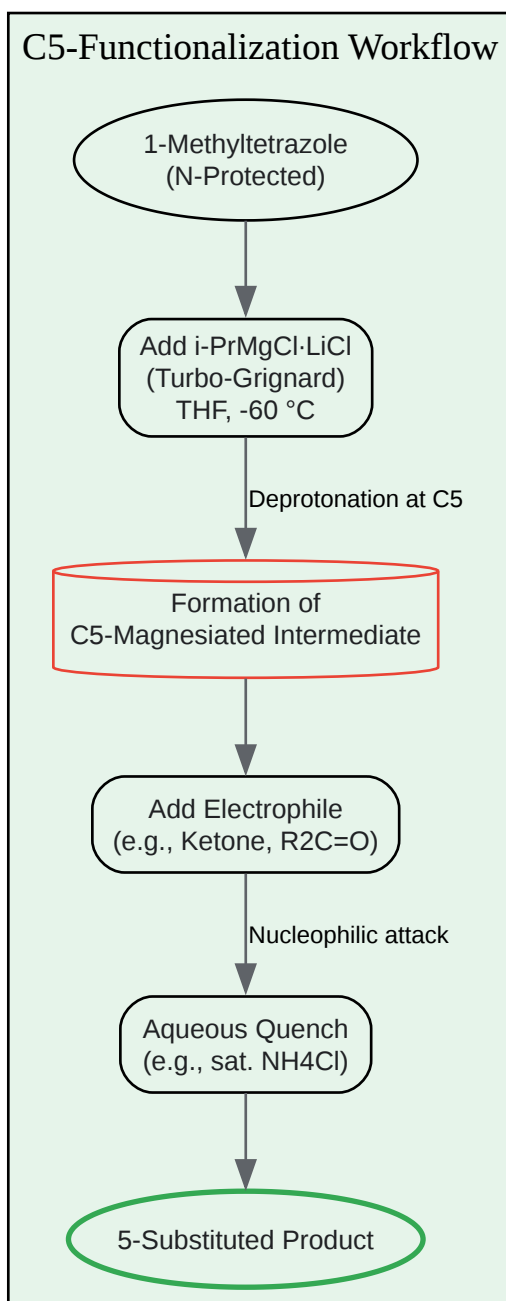 C5-Functionalization Workflow
1-Methyltetrazole
(N-Protected)
Add i-PrMgCl·LiCl
(Turbo-Grignard)
THF, -60 °C
Deprotonation at C5
Formation of
C5-Magnesiated Intermediate
Add Electrophile
(e.g., Ketone, R2C=O)
Nucleophilic attack
Aqueous Quench
(e.g., sat. NH4Cl)
5-Substituted Product